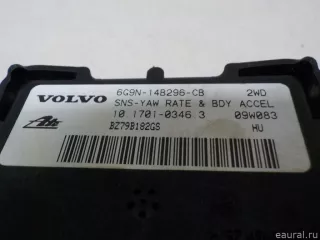 VOLVO 6G9N-14B296-CB 2WD
SNS-YAW RATE & BDY ACCEL
Ate 10.1701-0346.3 09W083
BZ79B182GS HU
© eaural.ru